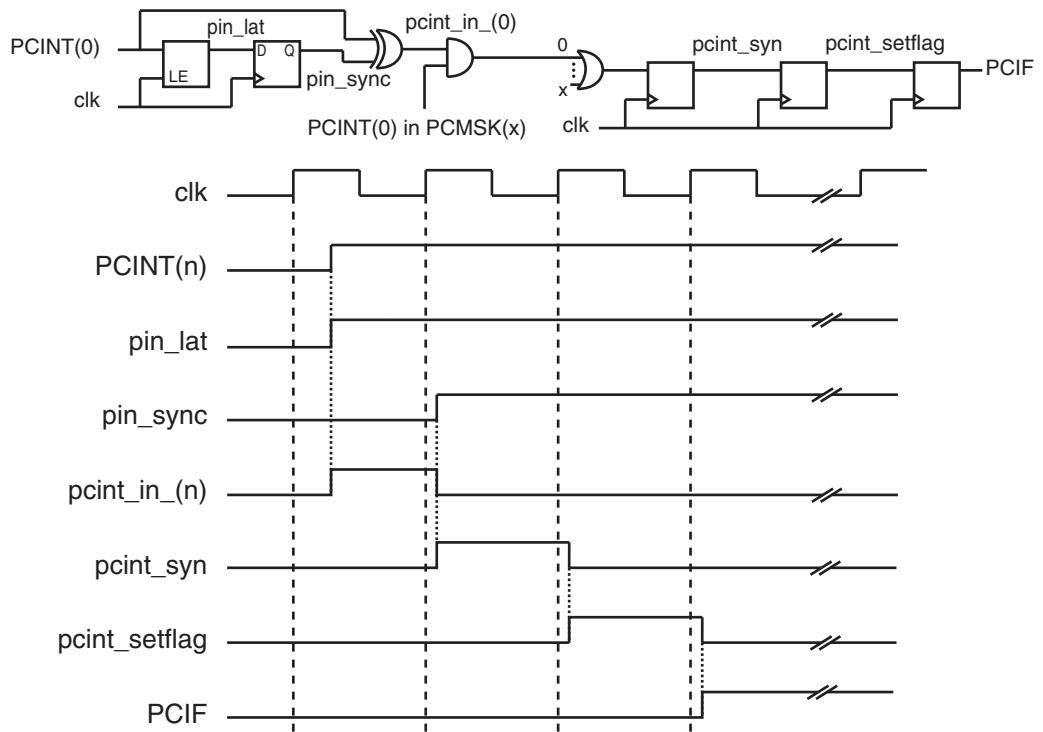 pin_lat
pcint_in_(0)
PCINT(0)
D Q
LE
pin_sync
clk
0
x
pcint_syn
pcint_setflag
PCIF
PCINT(0) in PCMSK(x)
clk
clk
PCINT(n)
pin_lat
pin_sync
pcint_in_(n)
pcint_syn
pcint_setflag
PCIF